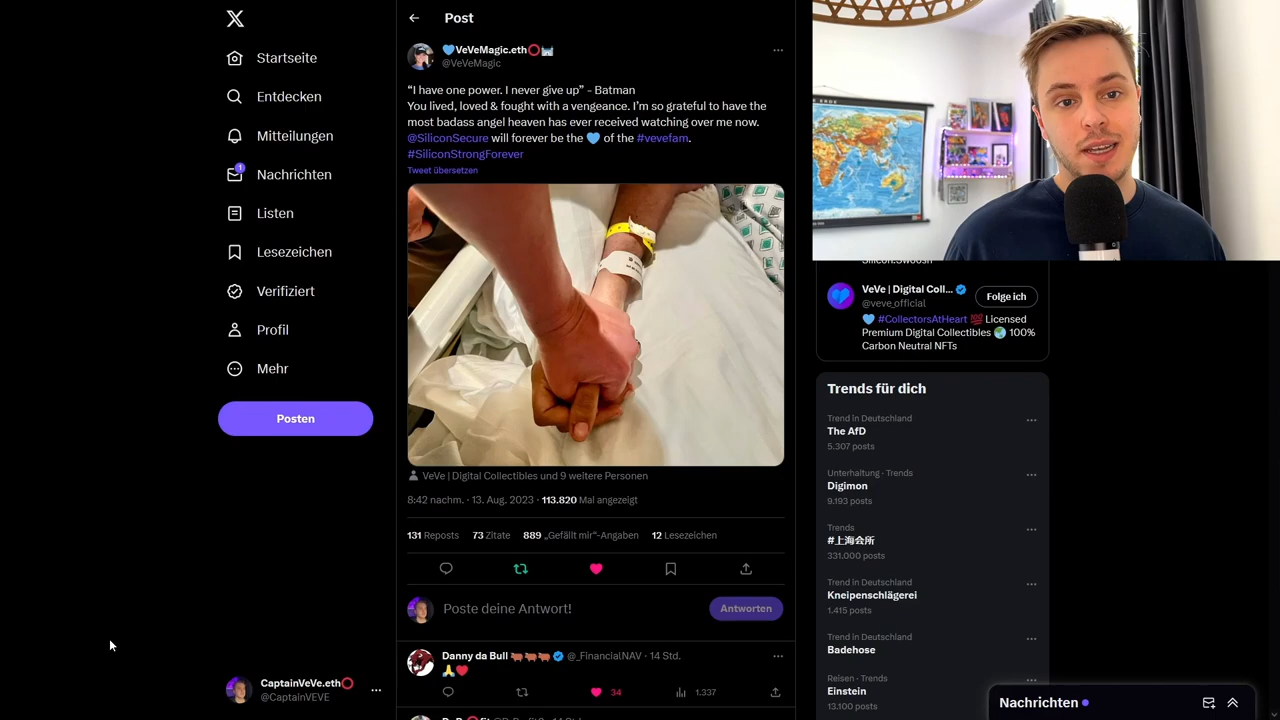 Startseite
Entdecken
Mitteilungen
1
Nachrichten
Listen
Lesezeichen
Verifiziert
Profil
Mehr
Posten
CaptainVeVe.eth⭕
@CaptainVEVE
Post
💙VeVeMagic.eth⭕🏰
@VeVeMagic
“I have one power. I never give up” - Batman
You lived, loved & fought with a vengeance. I’m so grateful to have the
most badass angel heaven has ever received watching over me now.
@SiliconSecure will forever be the 💙 of the #vevefam.
#SiliconStrongForever
Tweet übersetzen
VeVe | Digital Collectibles und 9 weitere Personen
8:42 nachm. · 13. Aug. 2023 · 113.820 Mal angezeigt
131 Reposts 73 Zitate 889 „Gefällt mir“-Angaben 12 Lesezeichen
Poste deine Antwort!
Antworten
Danny da Bull 🐂🐂🐂 @_FinancialNAV · 14 Std.
🙏❤️
34
1.337
VeVe | Digital Coll...
@veve_official
Folge ich
💙 #CollectorsAtHeart 💯 Licensed
Premium Digital Collectibles 🌏 100%
Carbon Neutral NFTs
Trends für dich
Trend in Deutschland
The AfD
5.307 posts
Unterhaltung · Trends
Digimon
9.193 posts
Trends
#上海会所
331.000 posts
Trend in Deutschland
Kneipenschlägerei
1.415 posts
Trend in Deutschland
Badehose
Reisen · Trends
Einstein
13.100 posts
Nachrichten